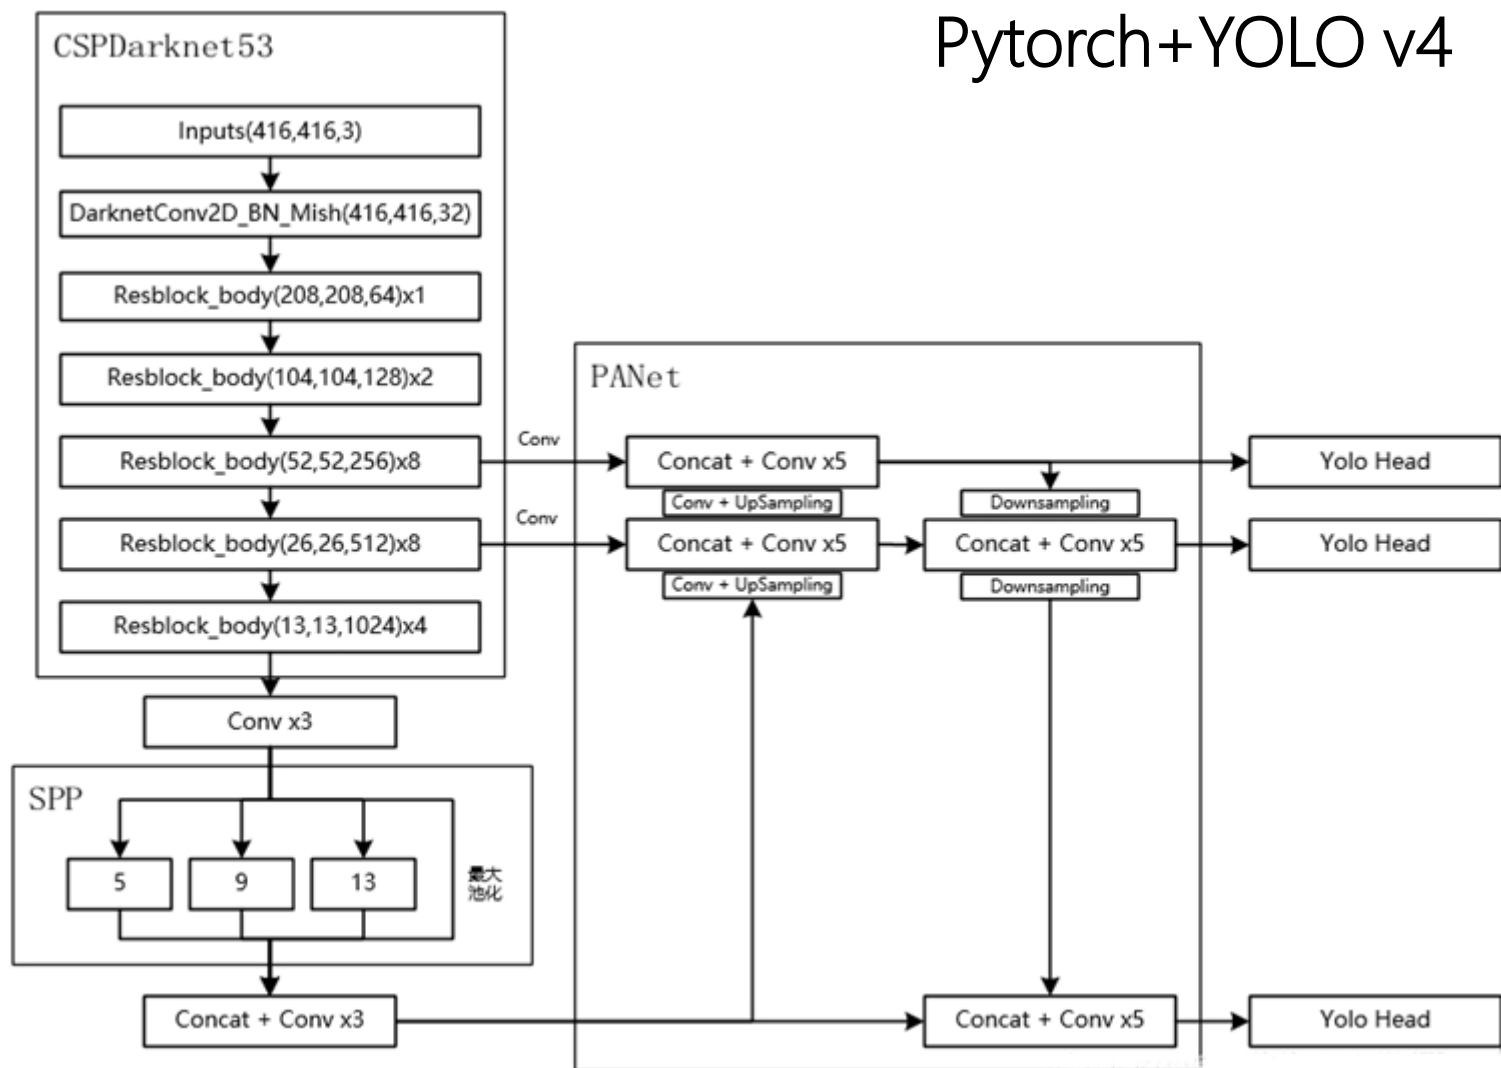 Pytorch+YOLO v4
CSPDarknet53
Inputs(416,416,3)
DarknetConv2D_BN_Mish(416,416,32)
Resblock_body(208,208,64)x1
Resblock_body(104,104,128)x2
Resblock_body(52,52,256)x8
Resblock_body(26,26,512)x8
Resblock_body(13,13,1024)x4
Conv x3
SPP
5
9
13
最大
池化
Concat + Conv x3
Conv
Conv
PANet
Concat + Conv x5
Conv + UpSampling
Concat + Conv x5
Conv + UpSampling
Downsampling
Concat + Conv x5
Downsampling
Concat + Conv x5
Yolo Head
Yolo Head
Yolo Head